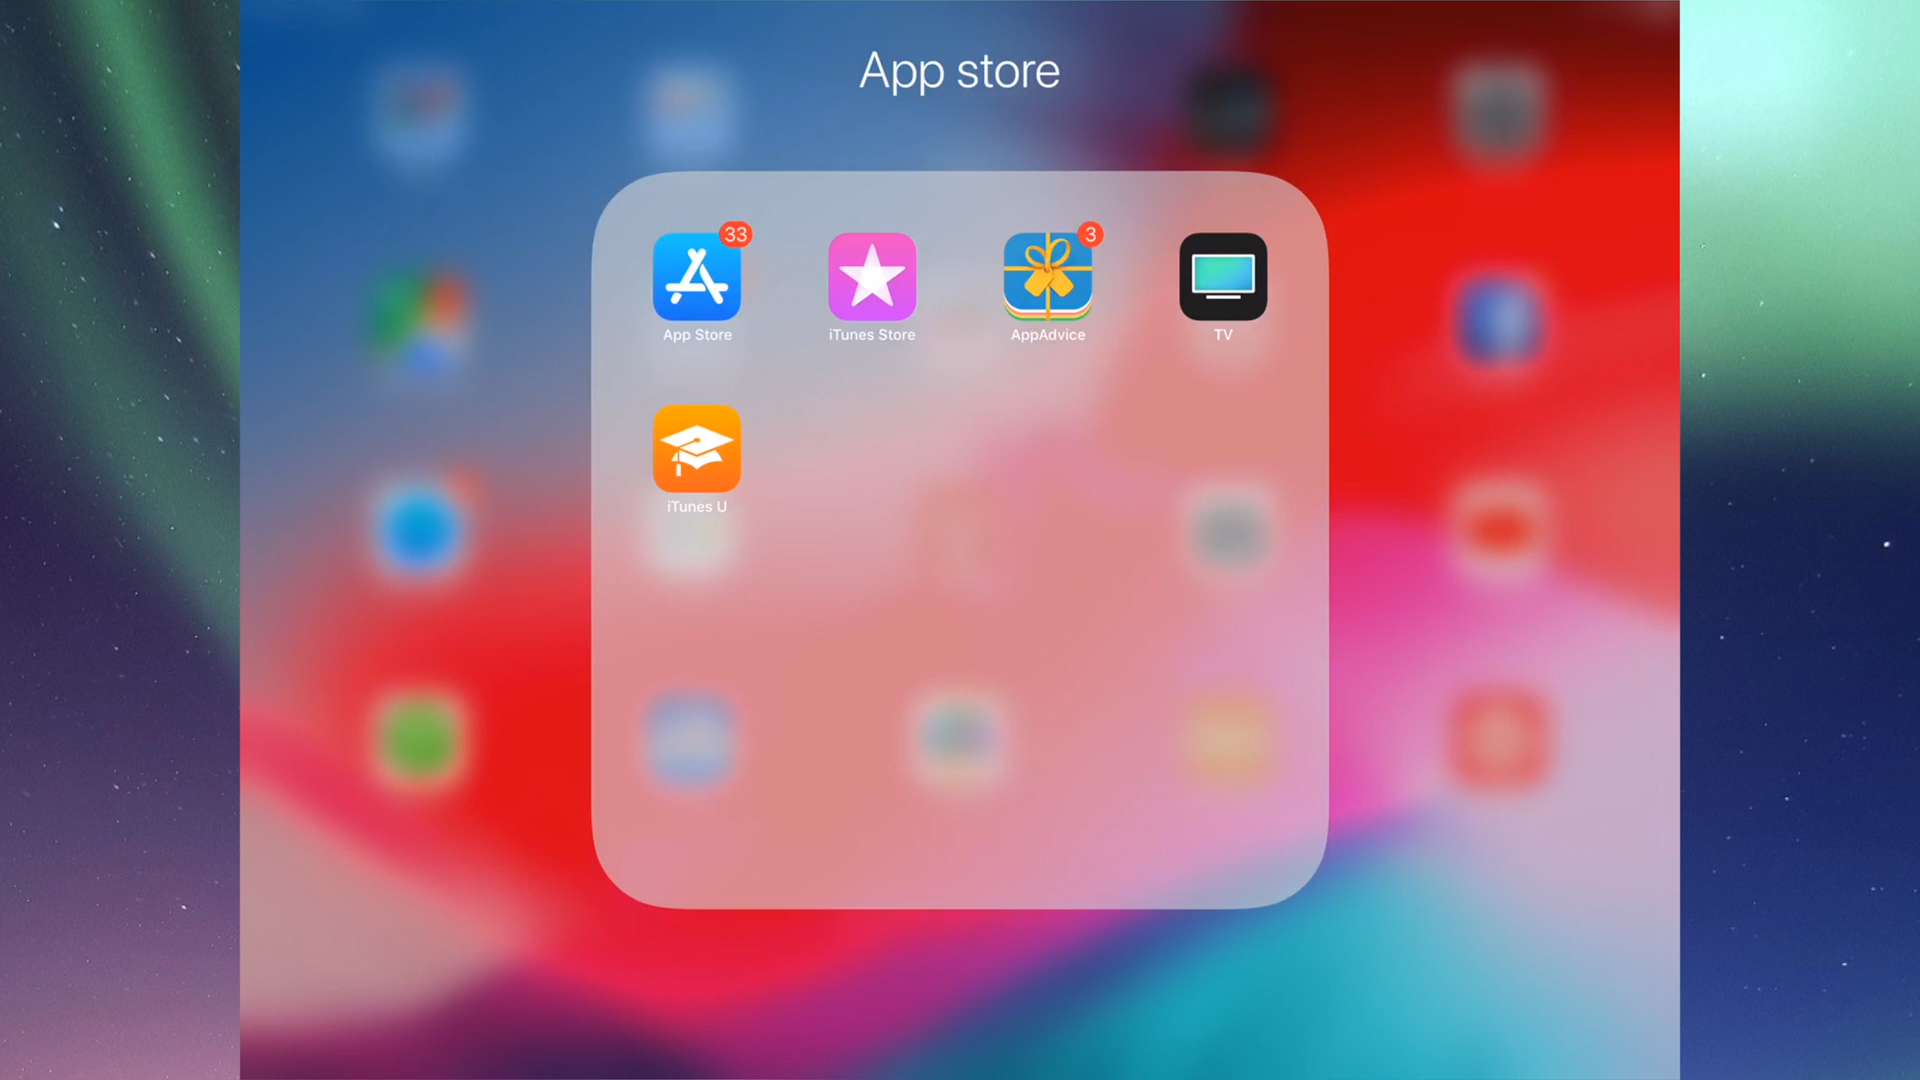 App store
33
3
App Store
iTunes Store
AppAdvice
TV
iTunes U